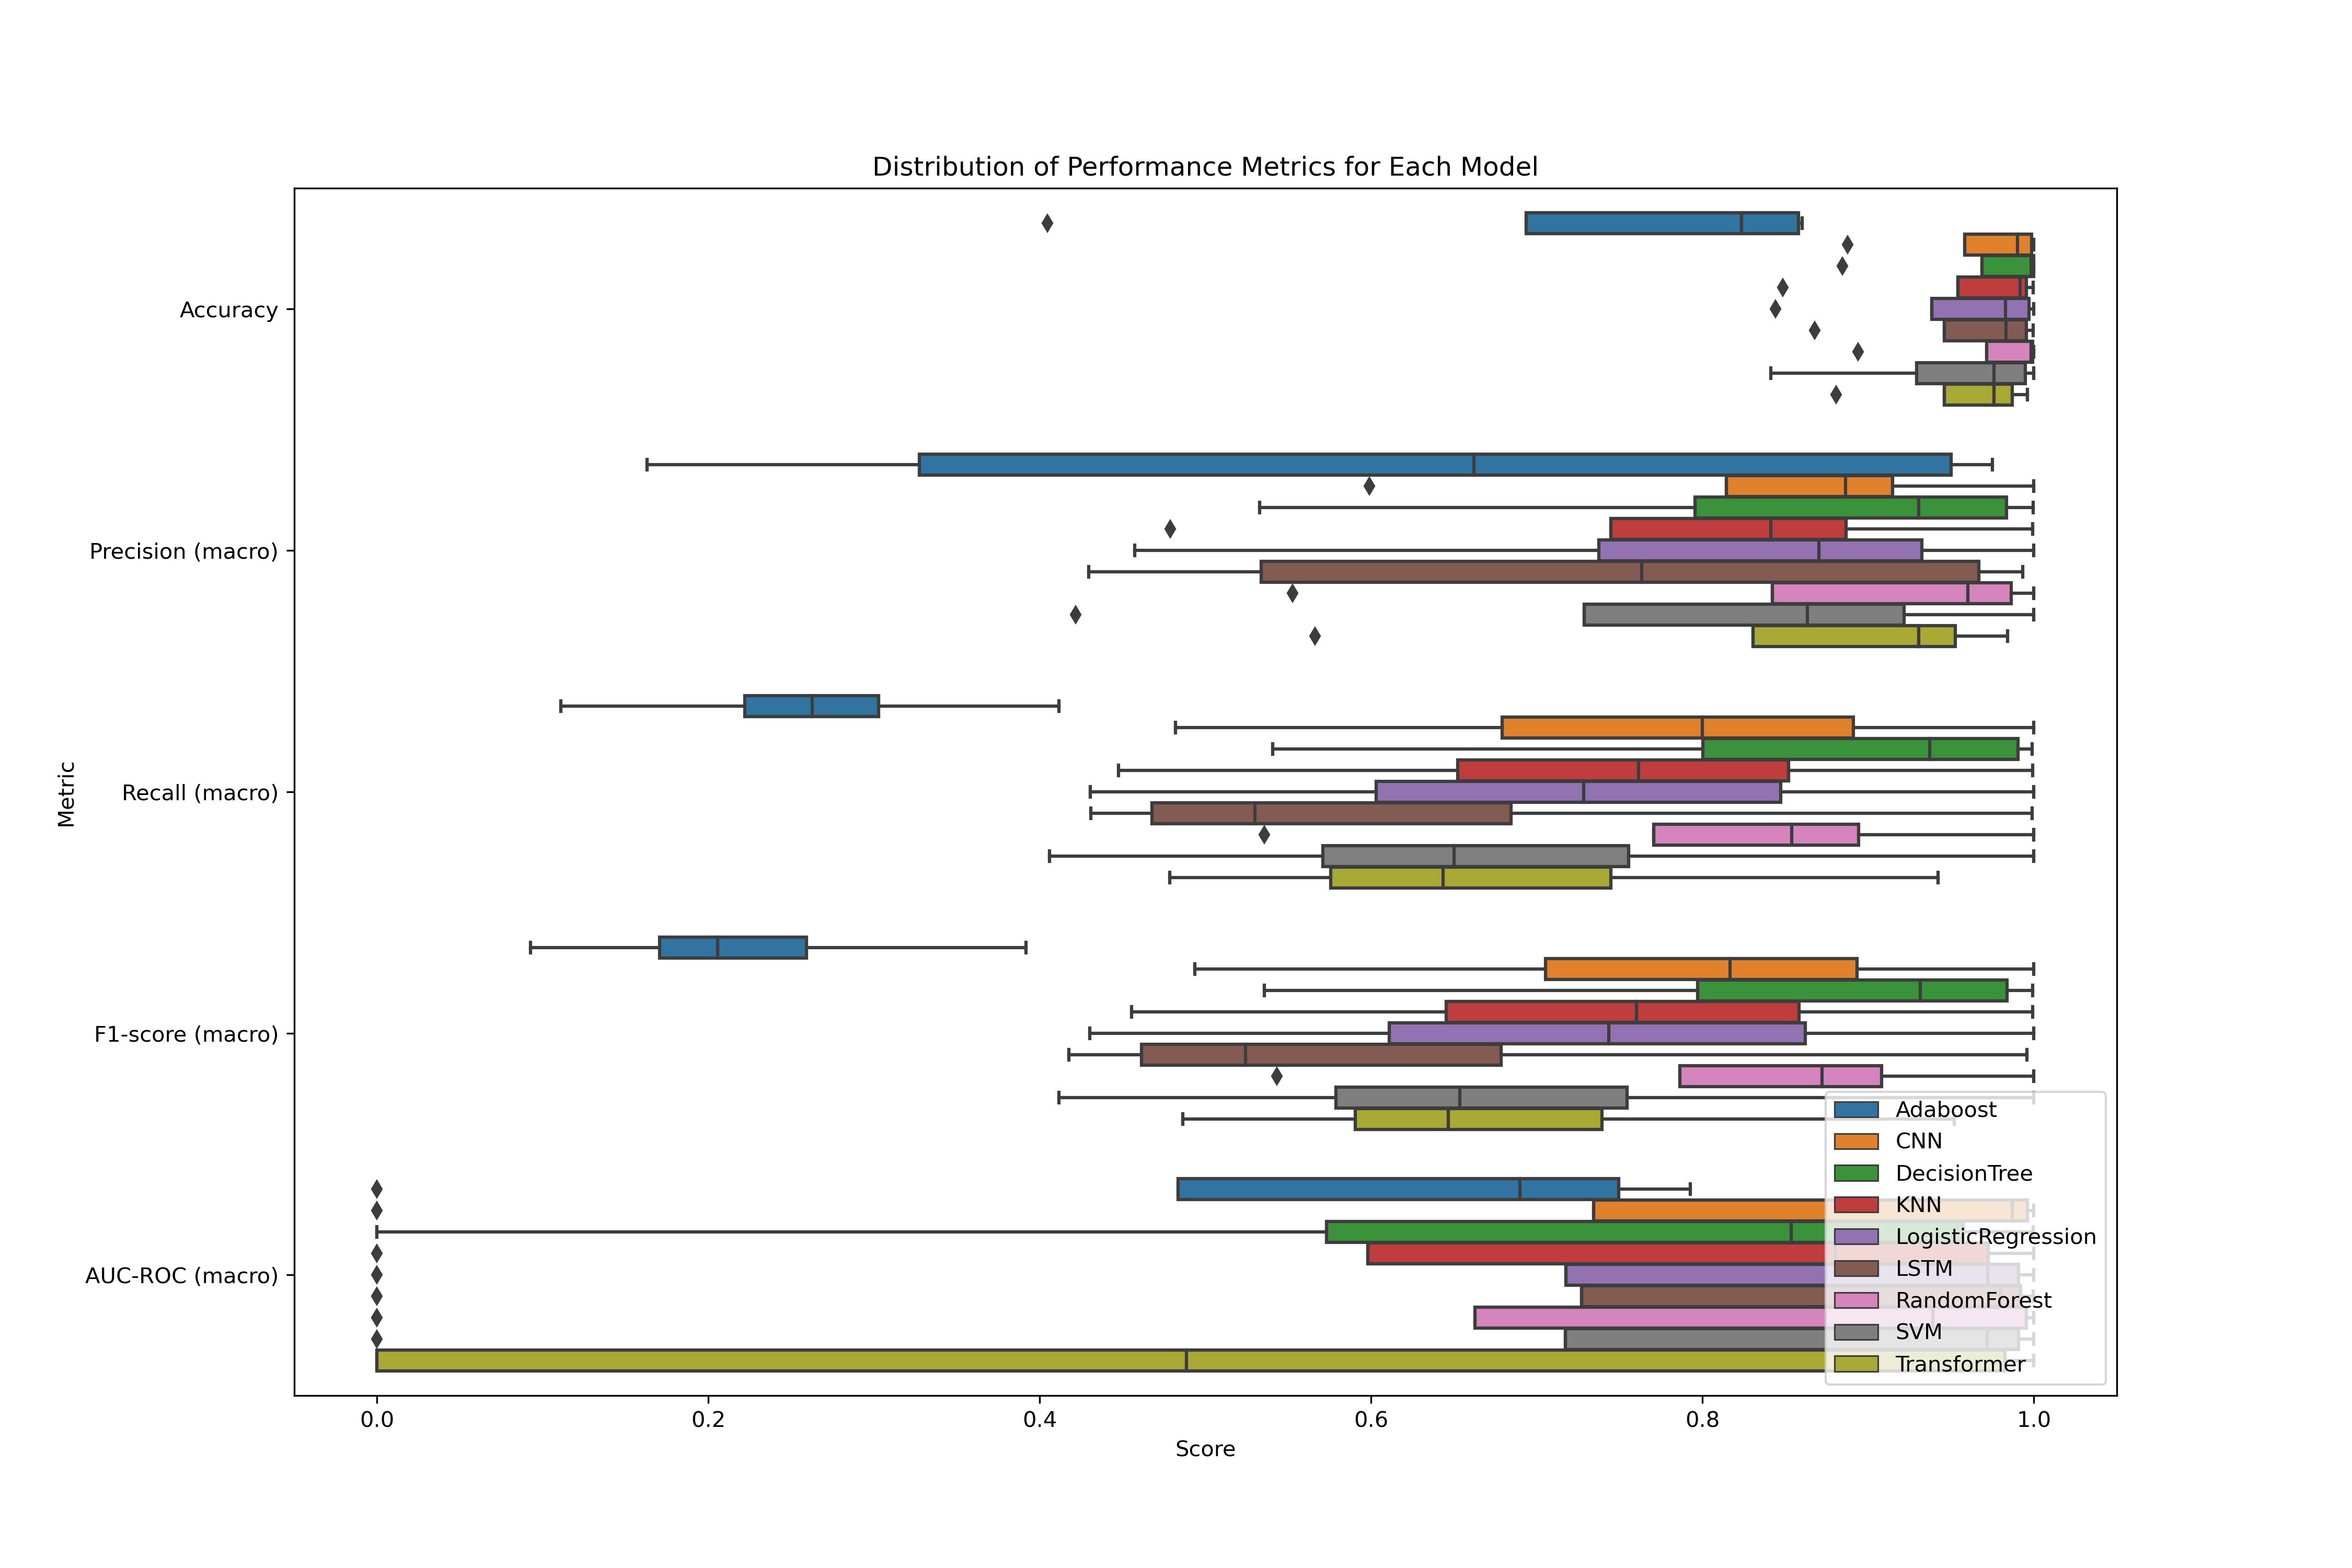 Distribution of Performance Metrics for Each Model
Metric
Accuracy
Precision (macro)
Recall (macro)
F1-score (macro)
AUC-ROC (macro)
Adaboost
CNN
DecisionTree
KNN
LogisticRegression
LSTM
RandomForest
SVM
Transformer
0.0 0.2 0.4 0.6 0.8 1.0
Score